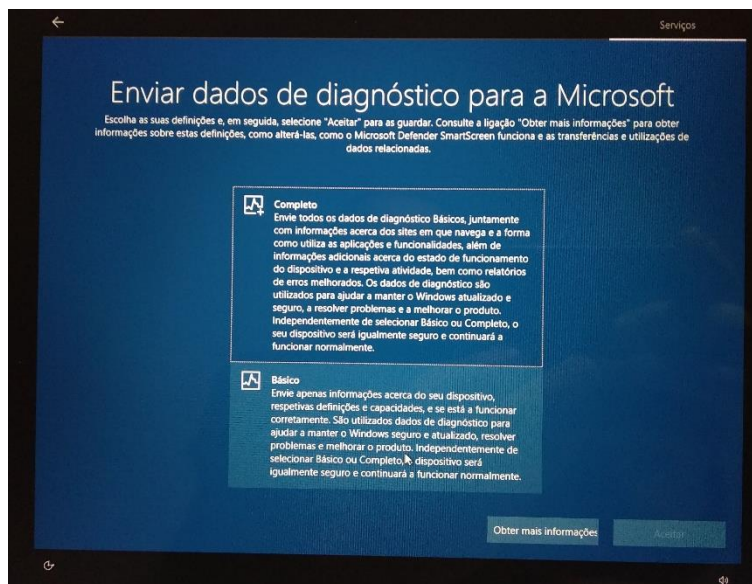 Serviços
Enviar dados de diagnóstico para a Microsoft
Escolha as suas definições e, em seguida, selecione "Aceitar" para as guardar. Consulte a ligação "Obter mais informações" para obter
informações sobre estas definições, como alterá-las, como o Microsoft Defender SmartScreen funciona e as transferências e utilizações de
dados relacionadas.
Completo
Envie todos os dados de diagnóstico Básicos, juntamente
com informações acerca dos sites em que navega e a forma
como utiliza as aplicações e funcionalidades, além de
informações adicionais acerca do estado de funcionamento
do dispositivo e a respetiva atividade, bem como relatórios
de erros melhorados. Os dados de diagnóstico são
utilizados para ajudar a manter o Windows atualizado e
seguro, a resolver problemas e a melhorar o produto.
Independentemente de selecionar Básico ou Completo, o
seu dispositivo será igualmente seguro e continuará a
funcionar normalmente.
Básico
Envie apenas informações acerca do seu dispositivo,
respetivas definições e capacidades, e se está a funcionar
corretamente. São utilizados dados de diagnóstico para
ajudar a manter o Windows seguro e atualizado, resolver
problemas e melhorar o produto. Independentemente de
selecionar Básico ou Completo, dispositivo será
igualmente seguro e continuará a funcionar normalmente.
Obter mais informações
Aceitar